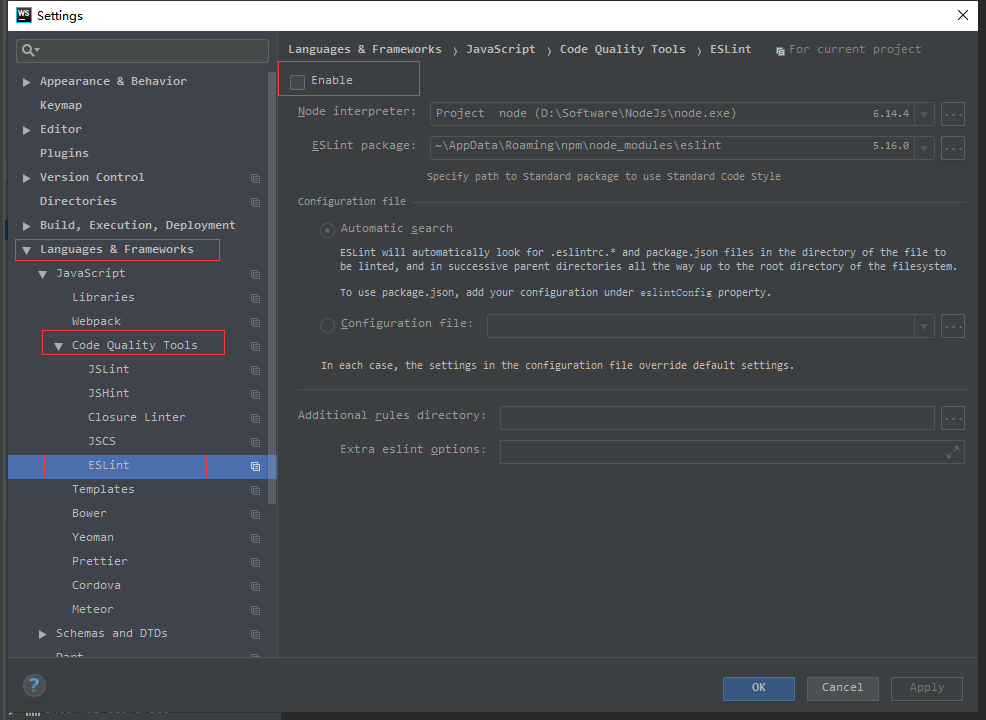 WS Settings
Appearance & Behavior
Keymap
Editor
Plugins
Version Control
Directories
Build, Execution, Deployment
Languages & Frameworks
JavaScript
Libraries
Webpack
Code Quality Tools
JSLint
JSHint
Closure Linter
JSCS
ESLint
Templates
Bower
Yeoman
Prettier
Cordova
Meteor
Schemas and DTDs
Dart
Languages & Frameworks › JavaScript › Code Quality Tools › ESLint For current project
Enable
Node interpreter: Project node (D:\Software\NodeJs\node.exe) 6.14.4 ...
ESLint package: ~\AppData\Roaming\npm\node_modules\eslint 5.16.0 ...
Specify path to Standard package to use Standard Code Style
Configuration file
Automatic search
ESLint will automatically look for .eslintrc.* and package.json files in the directory of the file to
be linted, and in successive parent directories all the way up to the root directory of the filesystem.
To use package.json, add your configuration under eslintConfig property.
Configuration file: ...
In each case, the settings in the configuration file override default settings.
Additional rules directory: ...
Extra eslint options:
? OK Cancel Apply